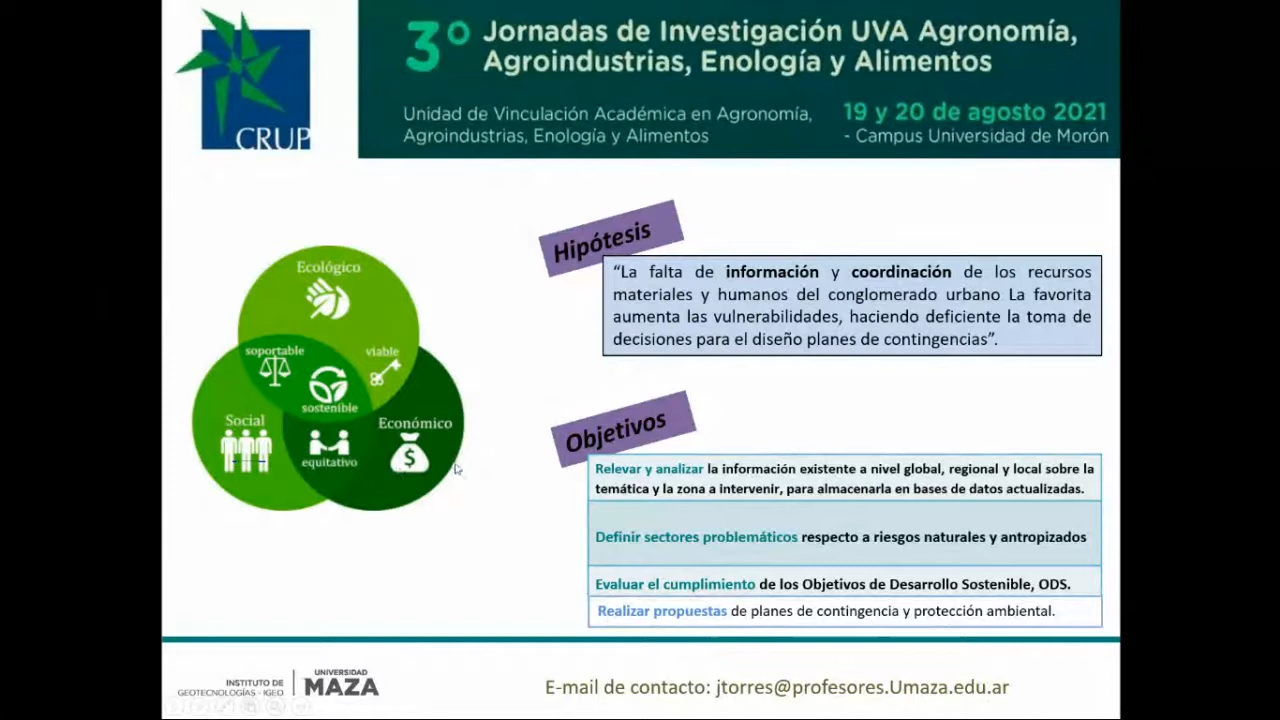 CRUP
3º Jornadas de Investigación UVA Agronomía,
Agroindustrias, Enología y Alimentos
Unidad de Vinculación Académica en Agronomía,
Agroindustrias, Enología y Alimentos
19 y 20 de agosto 2021
- Campus Universidad de Morón
Ecológico
soportable
viable
sostenible
Social
Económico
equitativo
$
Hipótesis
“La falta de información y coordinación de los recursos
materiales y humanos del conglomerado urbano La favorita
aumenta las vulnerabilidades, haciendo deficiente la toma de
decisiones para el diseño planes de contingencias”.
Objetivos
Relevar y analizar la información existente a nivel global, regional y local sobre la
temática y la zona a intervenir, para almacenarla en bases de datos actualizadas.
Definir sectores problemáticos respecto a riesgos naturales y antropizados
Evaluar el cumplimiento de los Objetivos de Desarrollo Sostenible, ODS.
Realizar propuestas de planes de contingencia y protección ambiental.
INSTITUTO DE
GEOTECNOLOGÍAS - IGEO
UNIVERSIDAD
MAZA
E-mail de contacto: jtorres@profesores.Umaza.edu.ar